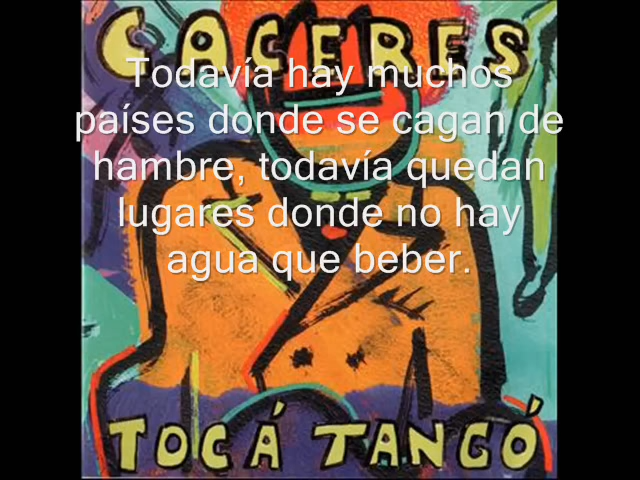 CACERES
Todavía hay muchos
países donde se cagan de
hambre, todavía quedan
lugares donde no hay
agua que beber.
TOCÁ TANGÓ